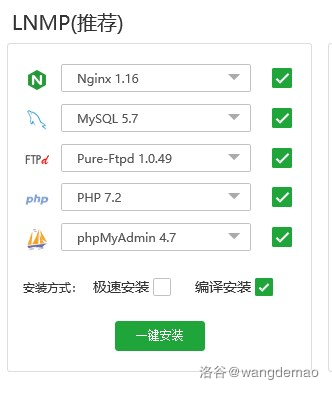 LNMP(推荐)
Nginx 1.16
MySQL 5.7
FTPd Pure-Ftpd 1.0.49
php PHP 7.2
phpMyAdmin 4.7
安装方式: 极速安装 编译安装
一键安装
洛谷@wangdemao